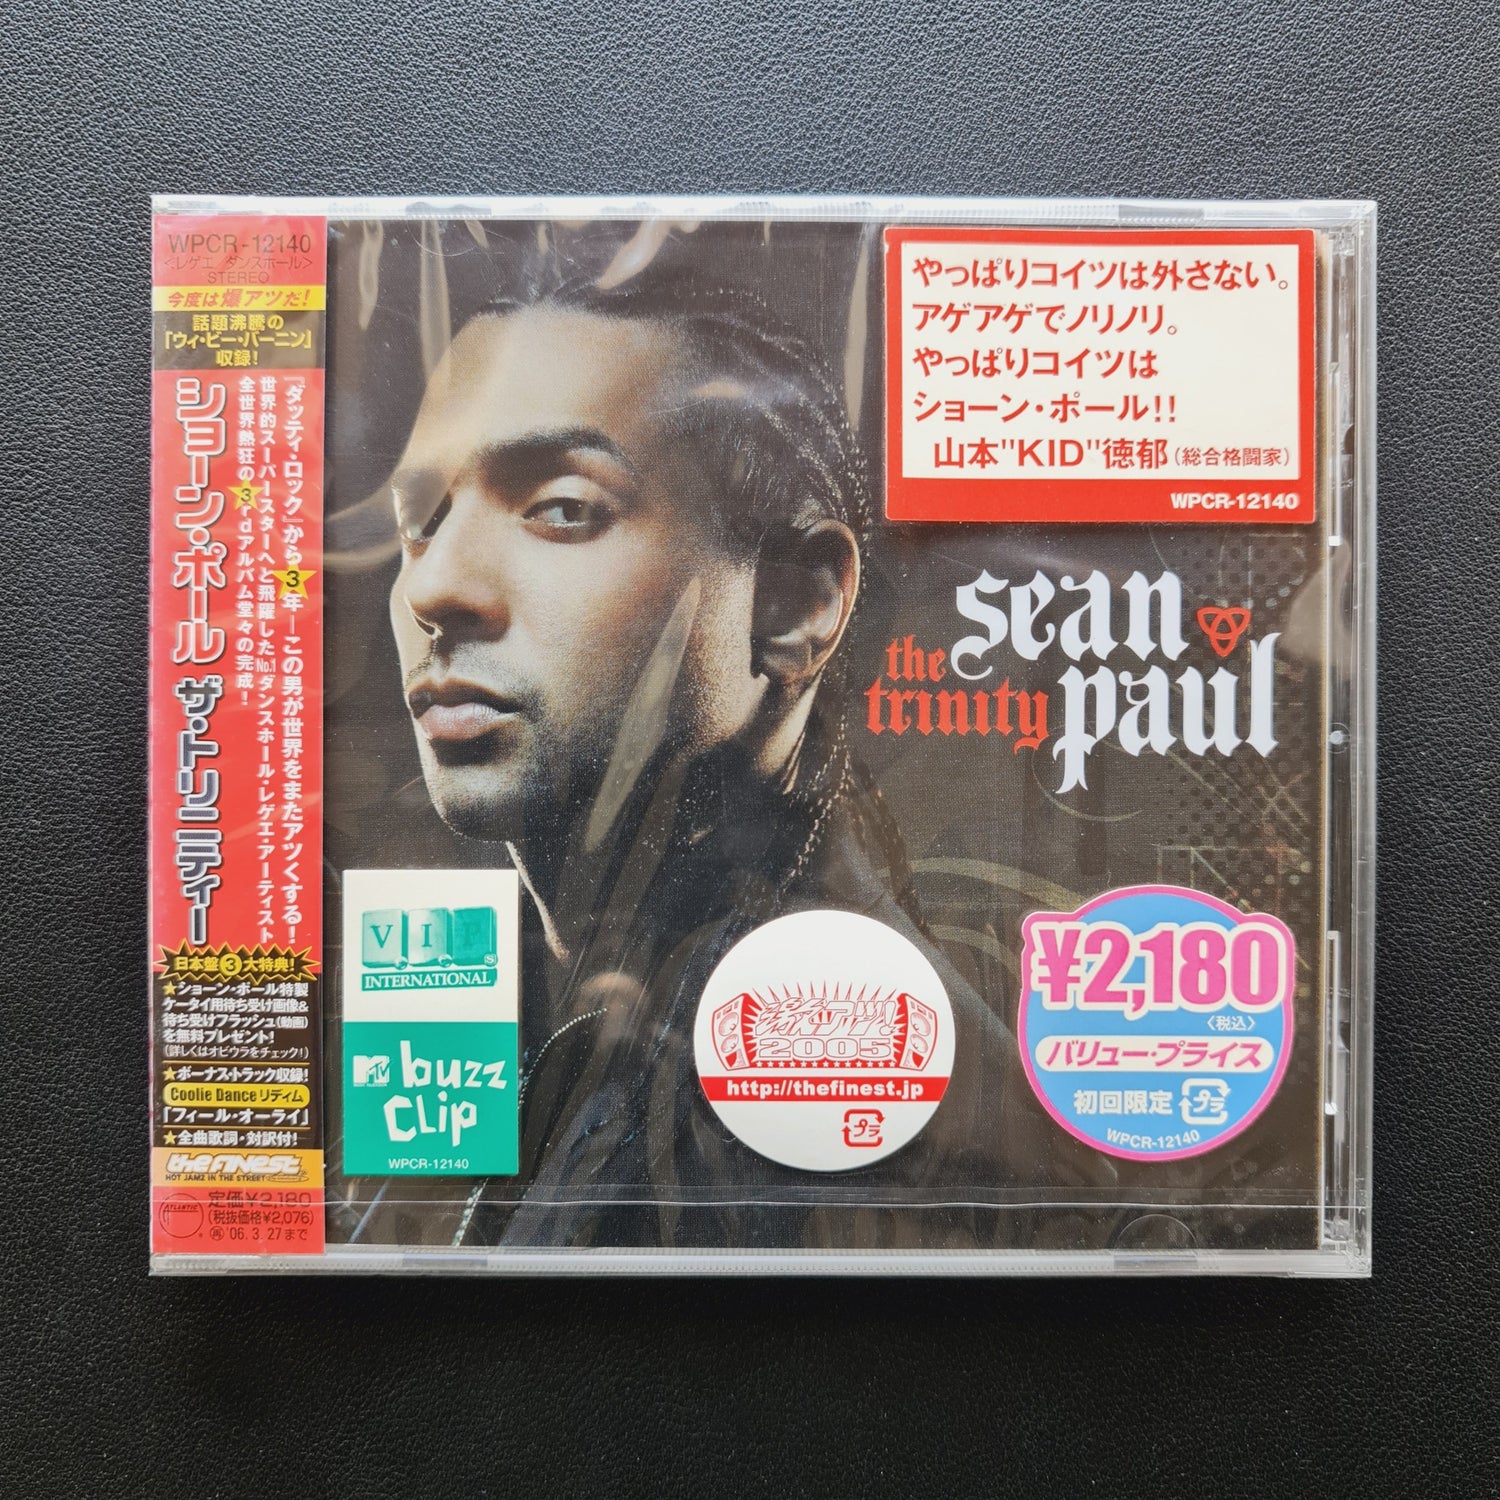 WPCR-12140
<レゲエ/ダンスホール>
STEREO
今度は爆アツだ!
話題沸騰の
「ウィ・ビー・バーニン」
収録!
『ダッティ・ロック』から3年―この男が世界をまたアツくする!
世界的スーパースターへと飛躍したNo.1ダンスホール・レゲエ・アーティスト
全世界熱狂の3rdアルバム堂々の完成!
ショーン・ポール ザ・トリニティー
日本盤3大特典!
★ショーン・ポール特製
ケータイ用待ち受け画像&
待ち受けフラッシュ(動画)
を無料プレゼント!
(詳しくはオビウラをチェック!)
★ボーナス・トラック収録!
Coolie Dance リディム
「フィール・オーライ」
★全曲歌詞・対訳付!
the FINEST
HOT JAMZ IN THE STREET
ATLANTIC
定価¥2,180
(税抜価格¥2,076)
再 '06.3.27まで
やっぱりコイツは外さない。
アゲアゲでノリノリ。
やっぱりコイツは
ショーン・ポール!!
山本"KID"徳郁(総合格闘家)
WPCR-12140
sean
paul
the
trinity
V.I.P
S
INTERNATIONAL
MTV
buzz
clip
WPCR-12140
2005
http://thefinest.jp
プラ
¥2,180
<税込>
バリュー・プライス
初回限定
プラ
WPCR-12140